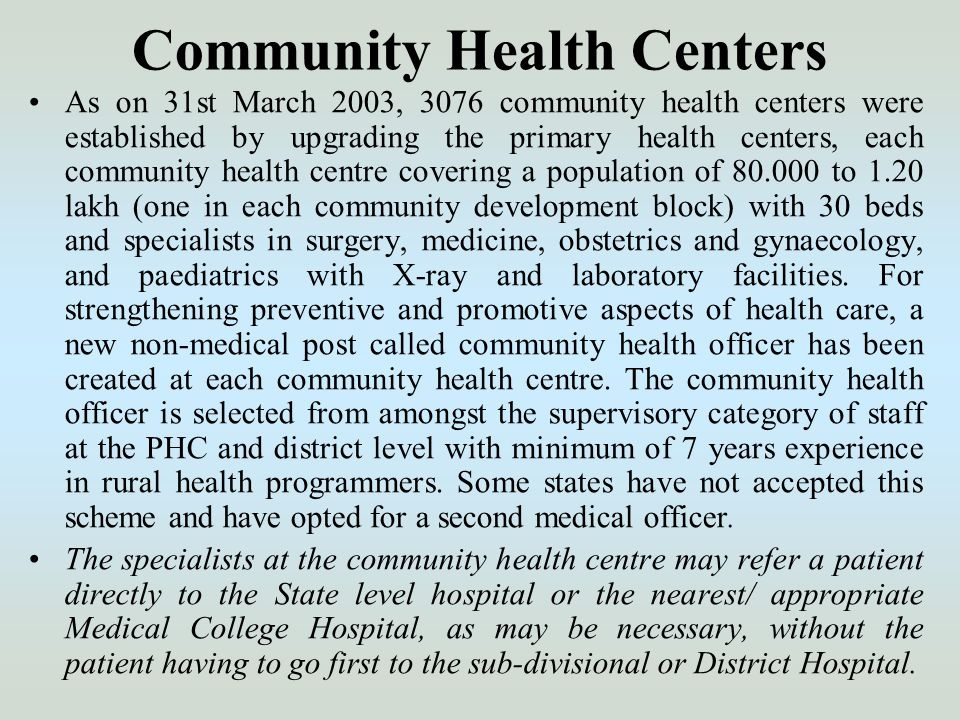 Community Health Centers
• As on 31st March 2003, 3076 community health centers were
established by upgrading the primary health centers, each
community health centre covering a population of 80.000 to 1.20
lakh (one in each community development block) with 30 beds
and specialists in surgery, medicine, obstetrics and gynaecology,
and paediatrics with X-ray and laboratory facilities. For
strengthening preventive and promotive aspects of health care, a
new non-medical post called community health officer has been
created at each community health centre. The community health
officer is selected from amongst the supervisory category of staff
at the PHC and district level with minimum of 7 years experience
in rural health programmers. Some states have not accepted this
scheme and have opted for a second medical officer.
• The specialists at the community health centre may refer a patient
directly to the State level hospital or the nearest/ appropriate
Medical College Hospital, as may be necessary, without the
patient having to go first to the sub-divisional or District Hospital.